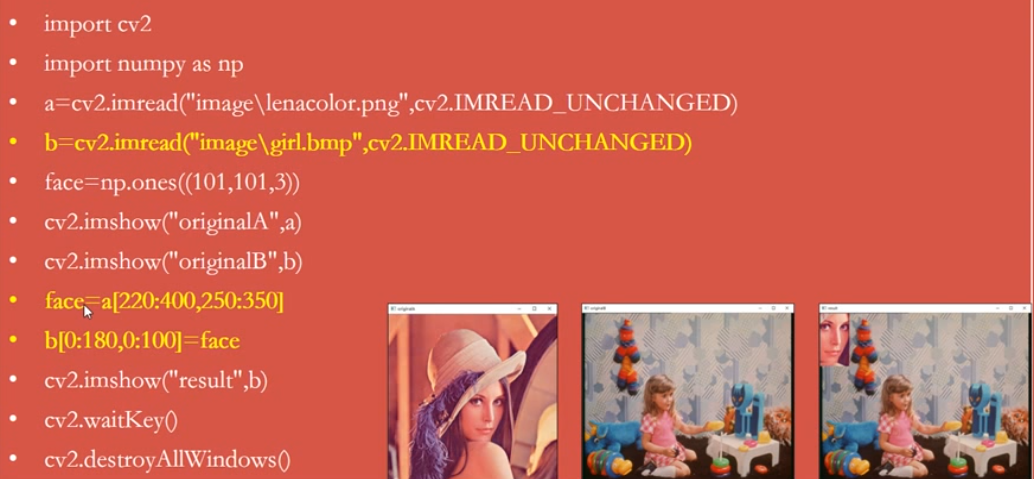 • import cv2
• import numpy as np
• a=cv2.imread("image\lenacolor.png",cv2.IMREAD_UNCHANGED)
• b=cv2.imread("image\girl.bmp",cv2.IMREAD_UNCHANGED)
• face=np.ones((101,101,3))
• cv2.imshow("originalA",a)
• cv2.imshow("originalB",b)
• face=a[220:400,250:350]
• b[0:180,0:100]=face
• cv2.imshow("result",b)
• cv2.waitKey()
• cv2.destroyAllWindows()
result